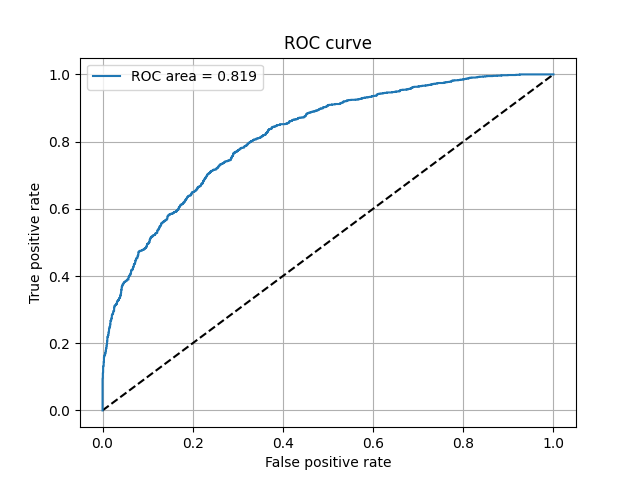 ROC curve
ROC area = 0.819
True positive rate
1.0
0.8
0.6
0.4
0.2
0.0
0.0 0.2 0.4 0.6 0.8 1.0
False positive rate